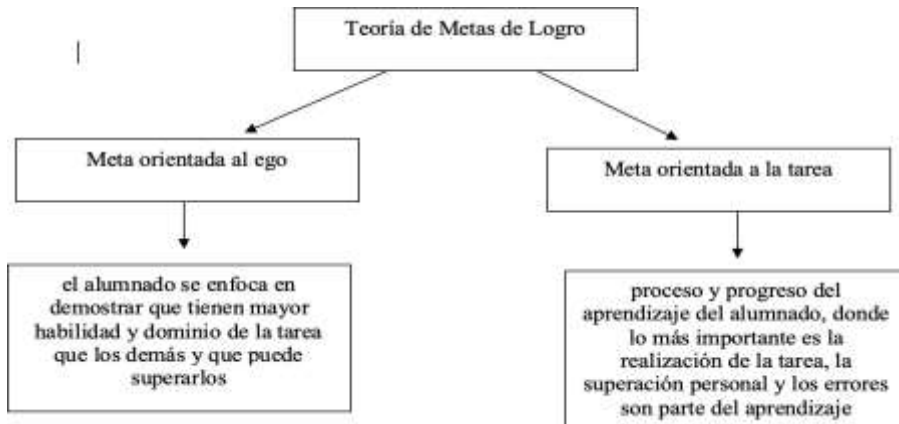 Teoría de Metas de Logro
Meta orientada al ego
Meta orientada a la tarea
el alumnado se enfoca en
demostrar que tienen mayor
habilidad y dominio de la tarea
que los demás y que puede
superarlos
proceso y progreso del
aprendizaje del alumnado, donde
lo más importante es la
realización de la tarea, la
superación personal y los errores
son parte del aprendizaje